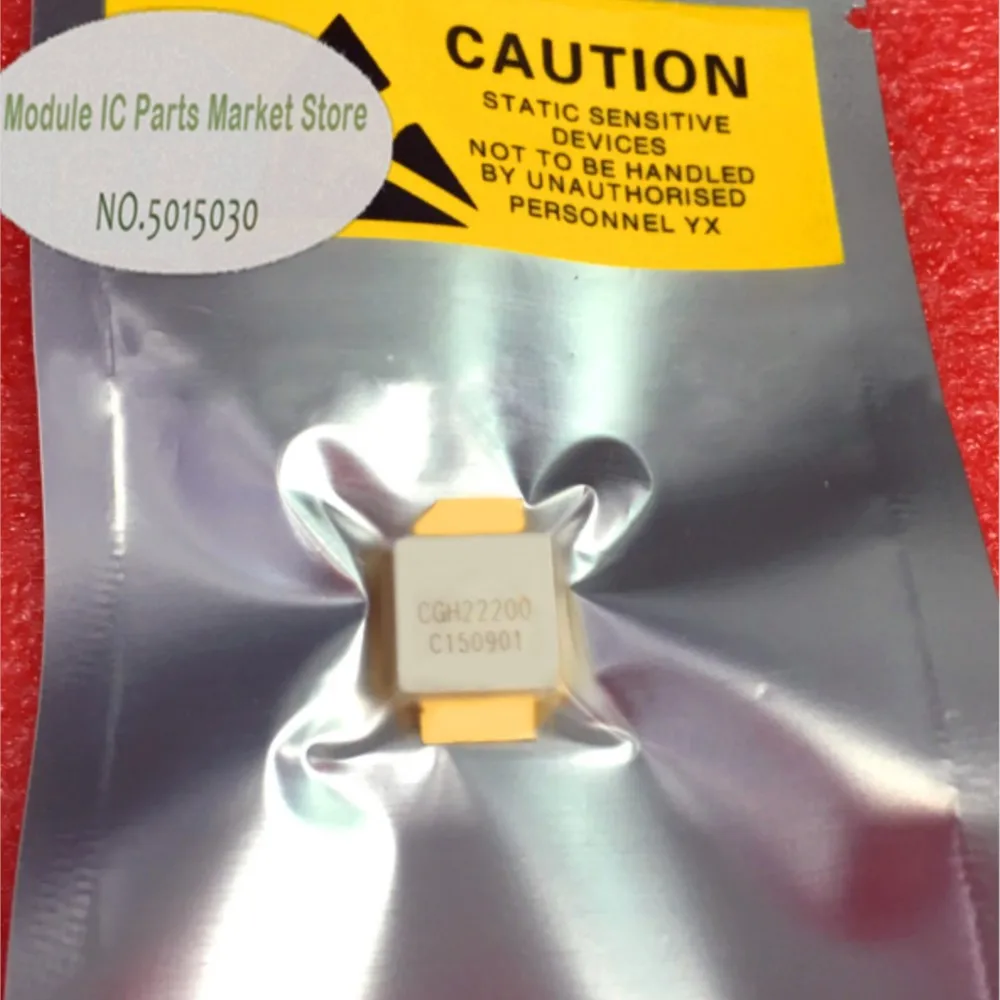 Module IC Parts Market Store
NO.5015030
CAUTION
STATIC SENSITIVE
DEVICES
NOT TO BE HANDLED
BY UNAUTHORISED
PERSONNEL YX
CGH22200
C150901